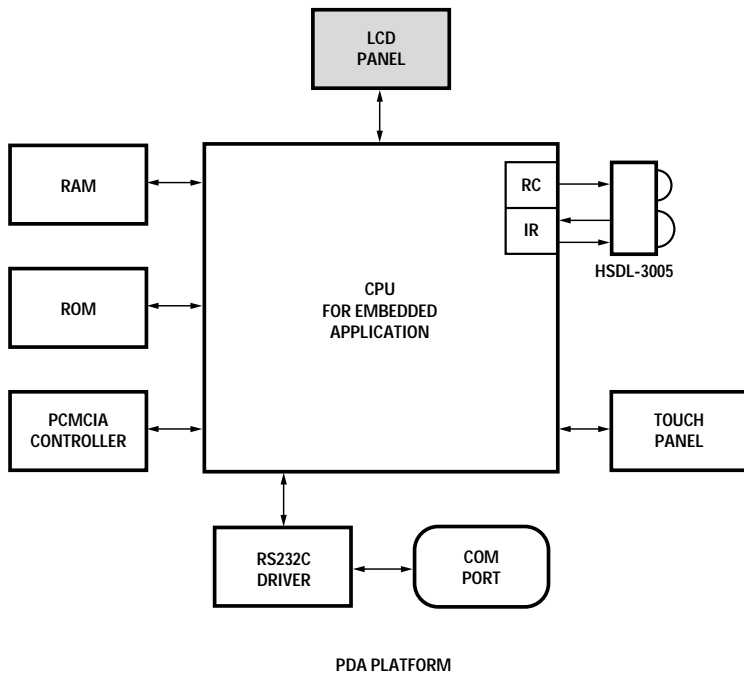 LCD
PANEL
RAM
RC
IR
HSDL-3005
ROM
CPU
FOR EMBEDDED
APPLICATION
PCMCIA
CONTROLLER
TOUCH
PANEL
RS232C
DRIVER
COM
PORT
PDA PLATFORM